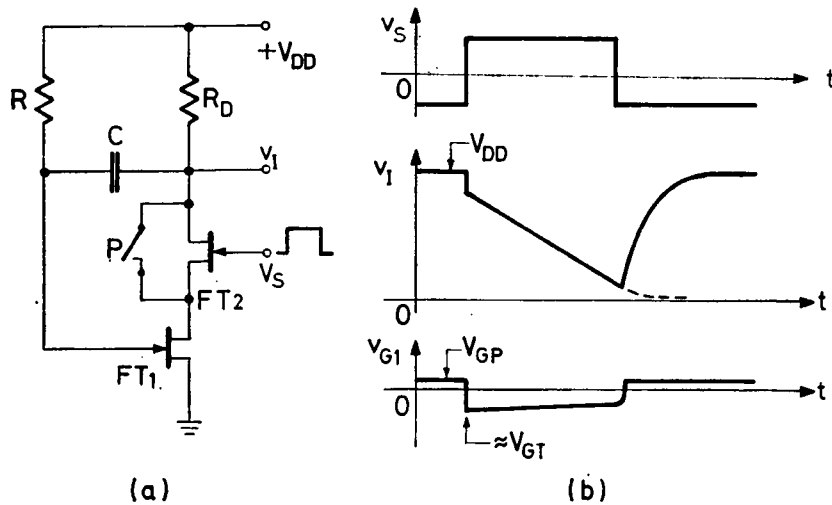 +V_DD
R
R_D
C
v_I
P
V_S
FT_2
FT_1
(a)
v_S
0
t
v_I
V_DD
0
t
v_G1
V_GP
0
t
≈V_GT
(b)